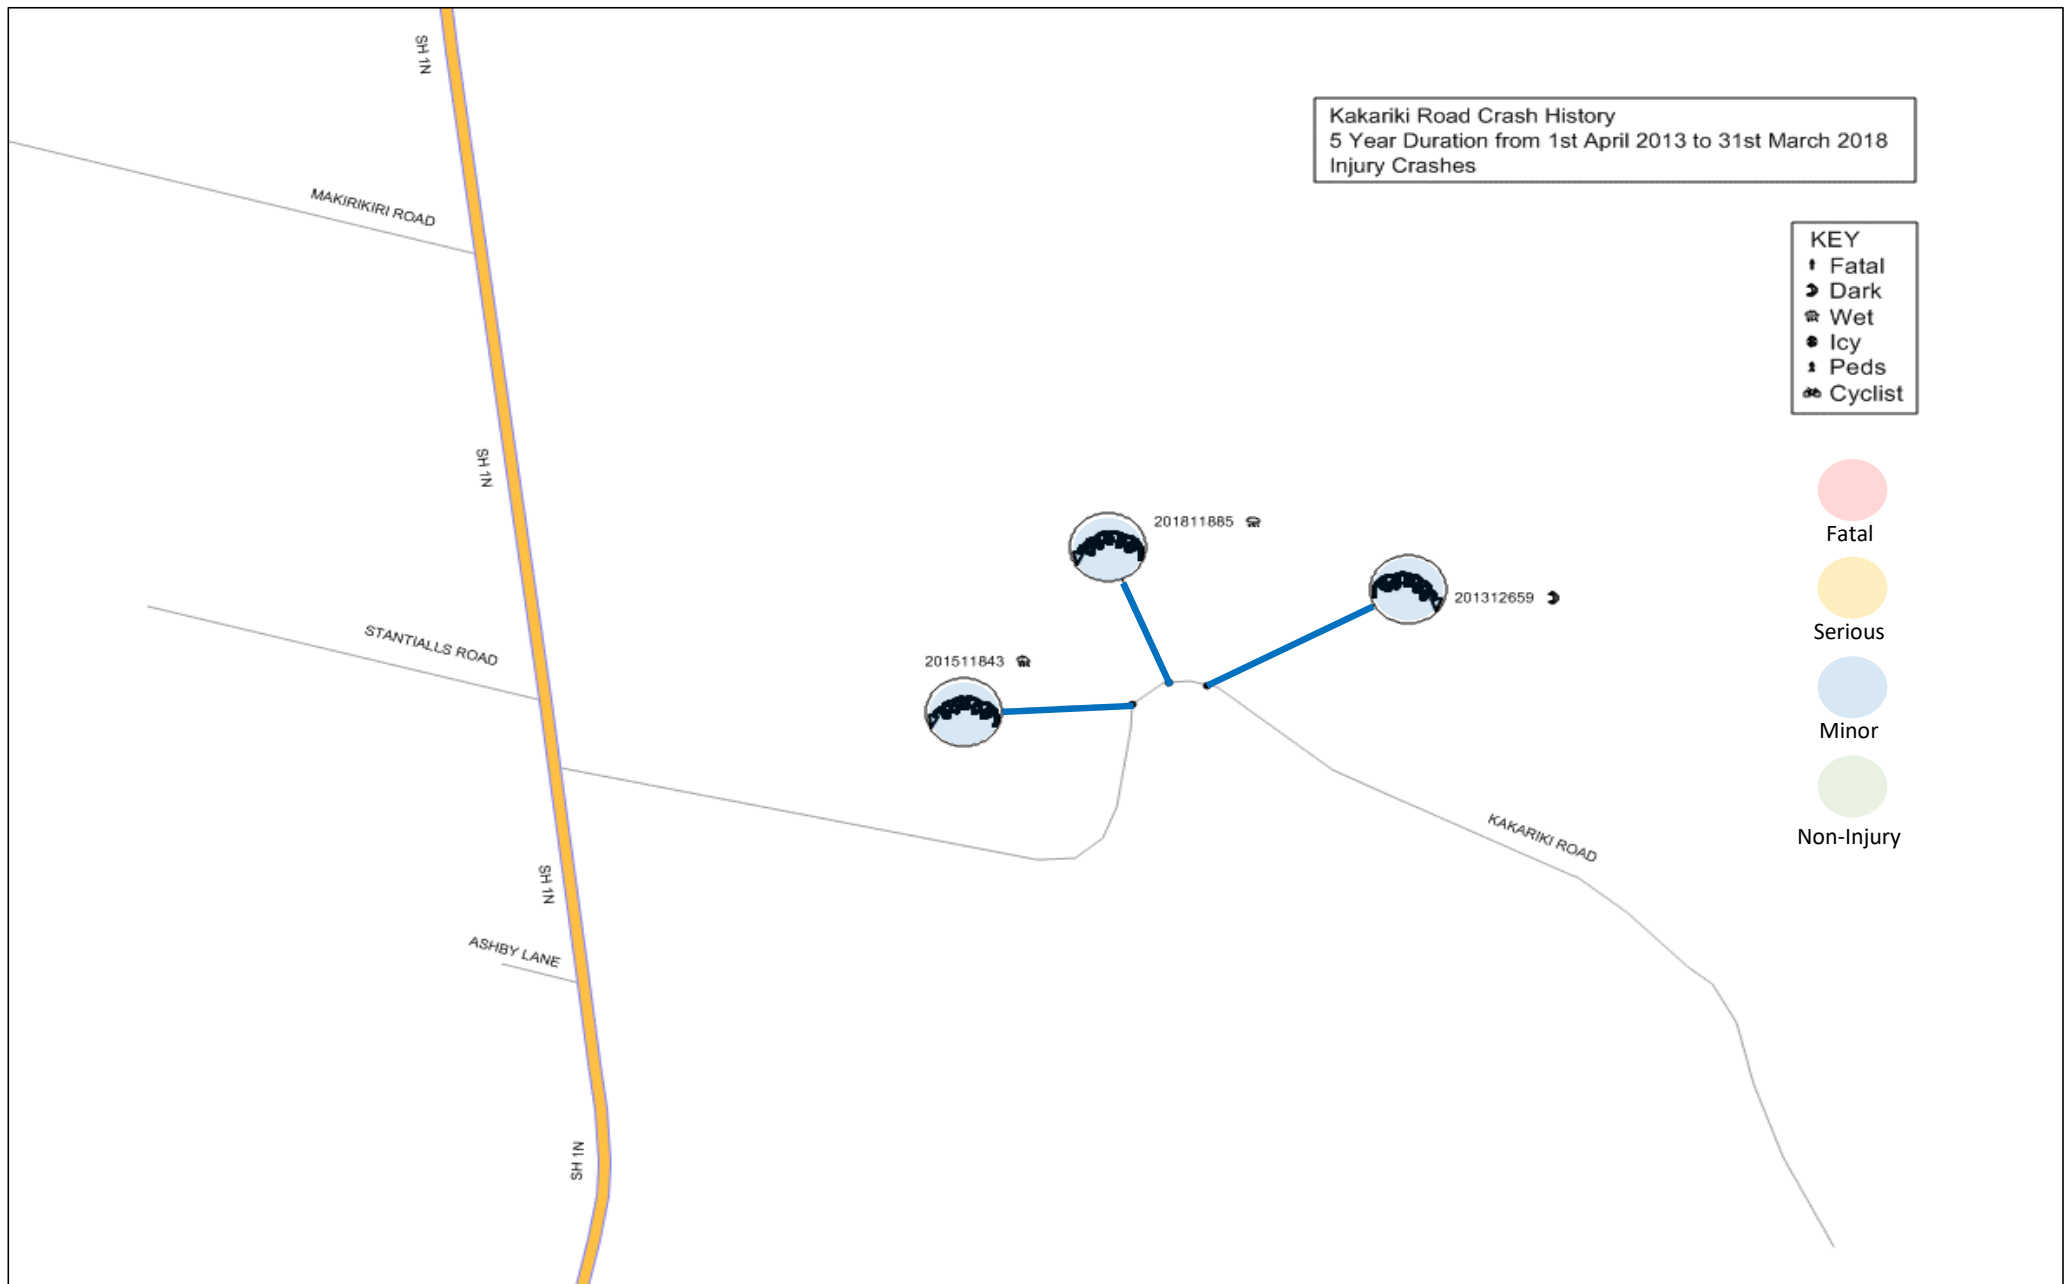 SH 1N
Kakariki Road Crash History
5 Year Duration from 1st April 2013 to 31st March 2018
Injury Crashes
MAKIRIKIRI ROAD
KEY
Fatal
Dark
Wet
Icy
Peds
Cyclist
SH 1N
Fatal
201811885
201312659
Serious
STANTIALLS ROAD
201511843
Minor
KAKARIKI ROAD
Non-Injury
SH 1N
ASHBY LANE
SH 1N